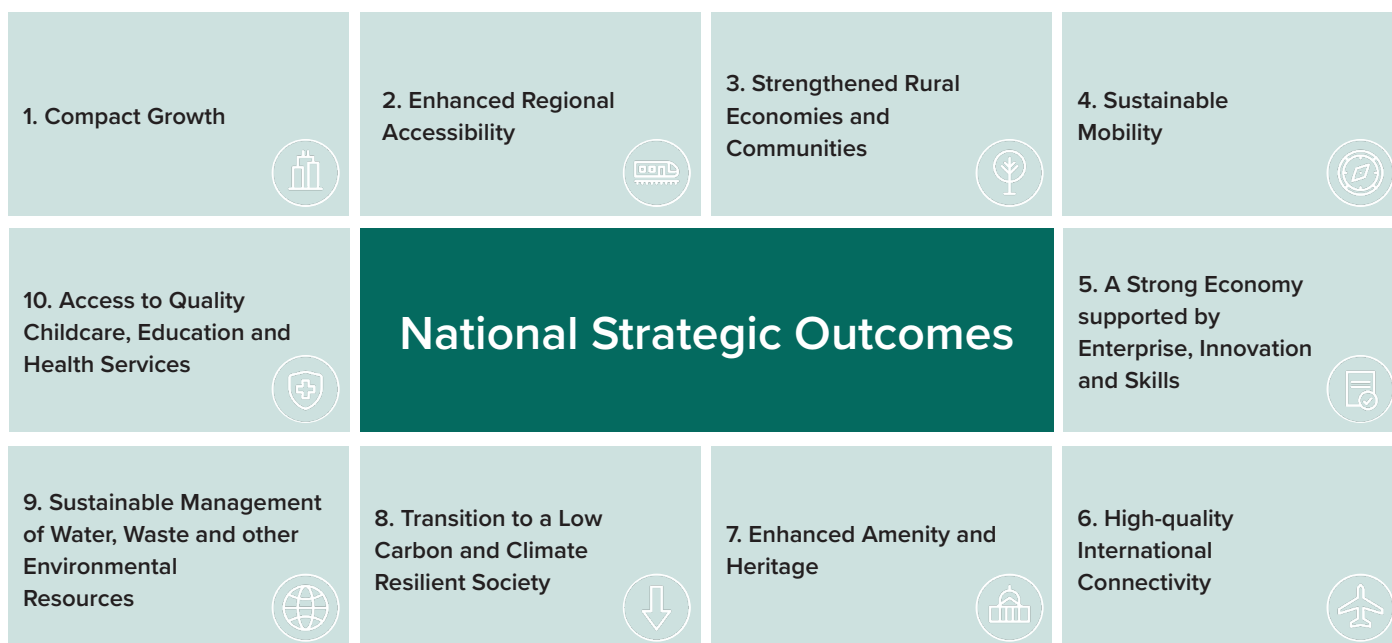 1. Compact Growth
2. Enhanced Regional
Accessibility
3. Strengthened Rural
Economies and
Communities
4. Sustainable
Mobility
10. Access to Quality
Childcare, Education and
Health Services
National Strategic Outcomes
5. A Strong Economy
supported by
Enterprise, Innovation
and Skills
9. Sustainable Management
of Water, Waste and other
Environmental
Resources
8. Transition to a Low
Carbon and Climate
Resilient Society
7. Enhanced Amenity and
Heritage
6. High-quality
International
Connectivity